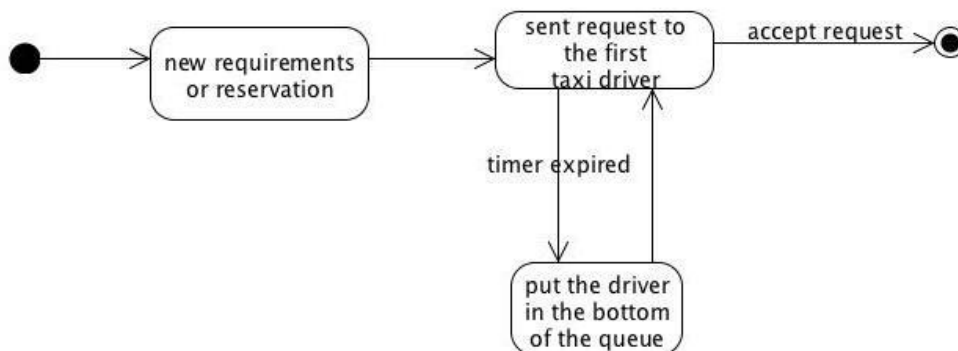 new requirements
or reservation
sent request to
the first
taxi driver
accept request
timer expired
put the driver
in the bottom
of the queue